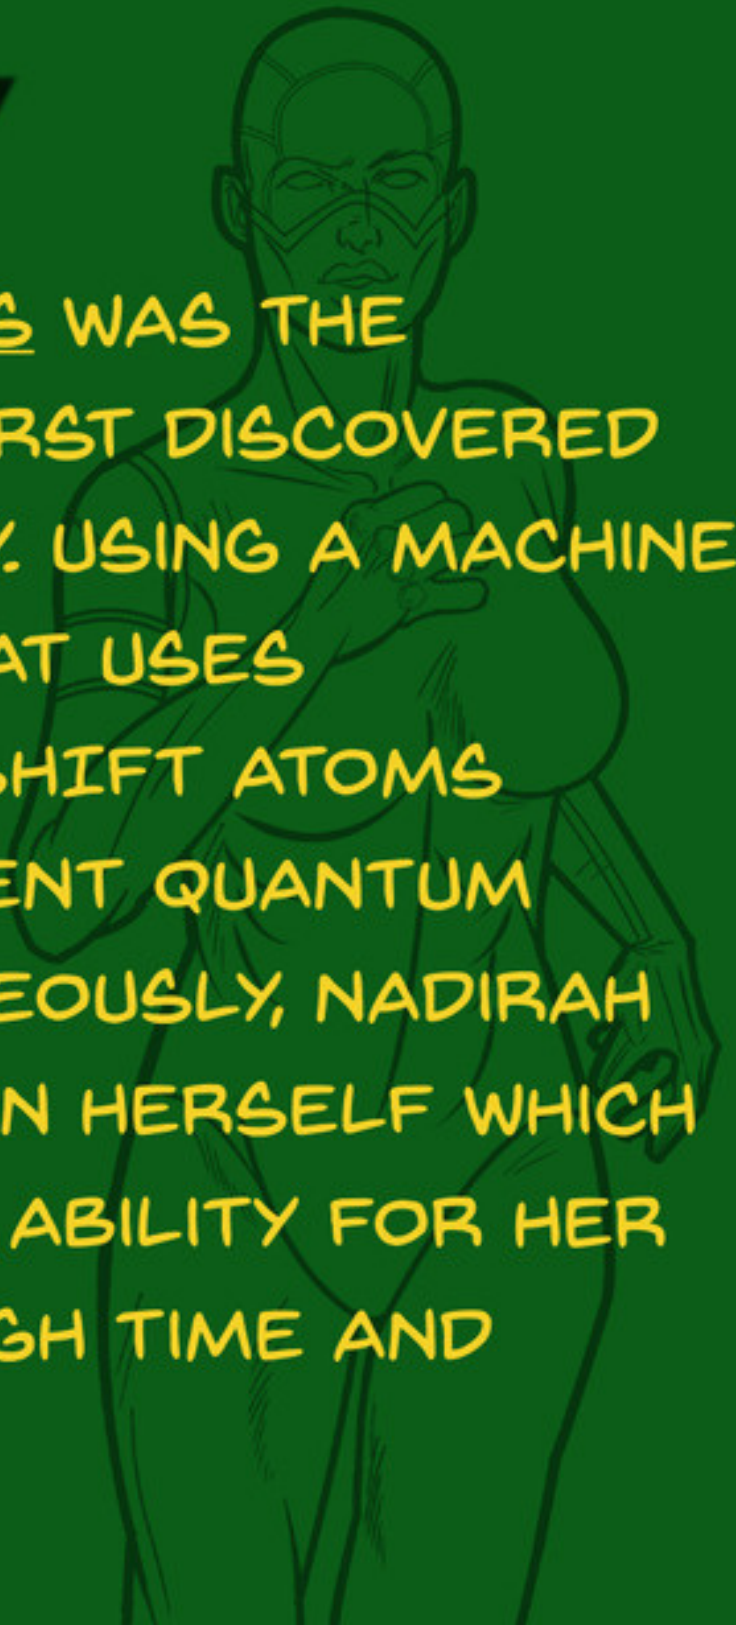 S WAS THE
RST DISCOVERED
Y. USING A MACHINE
AT USES
SHIFT ATOMS
ENT QUANTUM
EOUSLY, NADIRAH
N HERSELF WHICH
ABILITY FOR HER
GH TIME AND